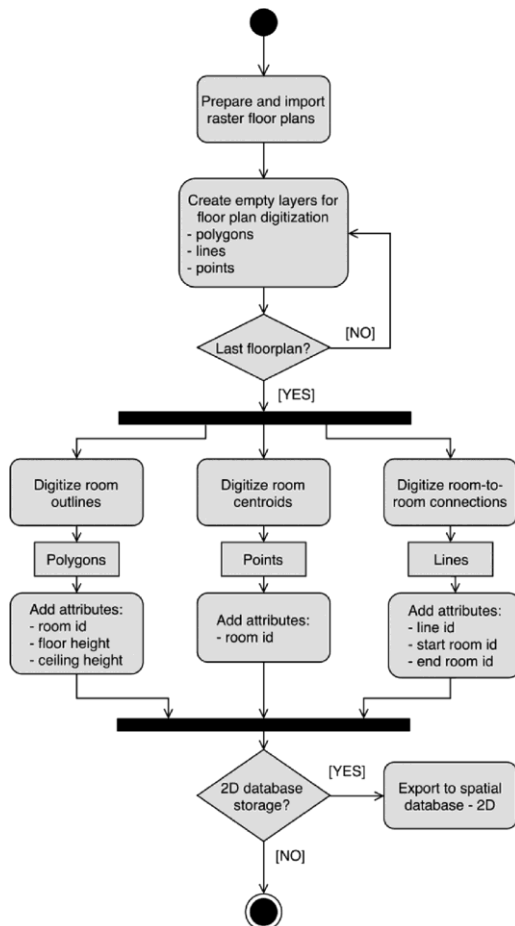 Prepare and import
raster floor plans
Create empty layers for
floor plan digitization
- polygons
- lines
- points
Last floorplan?
[NO]
[YES]
Digitize room
outlines
Digitize room
centroids
Digitize room-to-
room connections
Polygons
Points
Lines
Add attributes:
- room id
- floor height
- ceiling height
Add attributes:
- room id
Add attributes:
- line id
- start room id
- end room id
2D database
storage?
[YES]
Export to spatial
database - 2D
[NO]